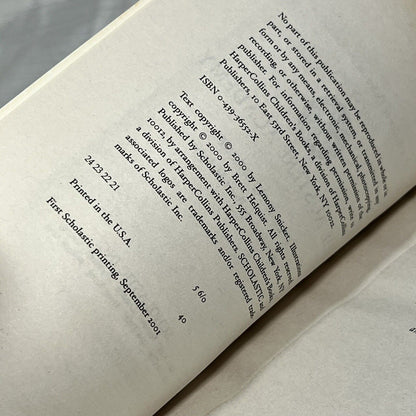 No part of this publication may be reproduced in whole or in
part, or stored in a retrieval system, or transmitted in any
form or by any means, electronic, mechanical, photocopying,
recording, or otherwise, without written permission of the
publisher. For information regarding permission, write to
HarperCollins Children's Books, a division of HarperCollins
Publishers, 10 East 53rd Street, New York, NY 10022.
ISBN 0-439-36552-X
Text copyright © 2000 by Lemony Snicket. Illustrations
copyright © 2000 by Brett Helquist. All rights reserved.
Published by Scholastic Inc., 555 Broadway, New York, NY
10012, by arrangement with HarperCollins Children's Books,
a division of HarperCollins Publishers. SCHOLASTIC and
associated logos are trademarks and/or registered trade-
marks of Scholastic Inc.
24 23 22 21 5 6/0
Printed in the U.S.A. 40
First Scholastic printing, September 2001